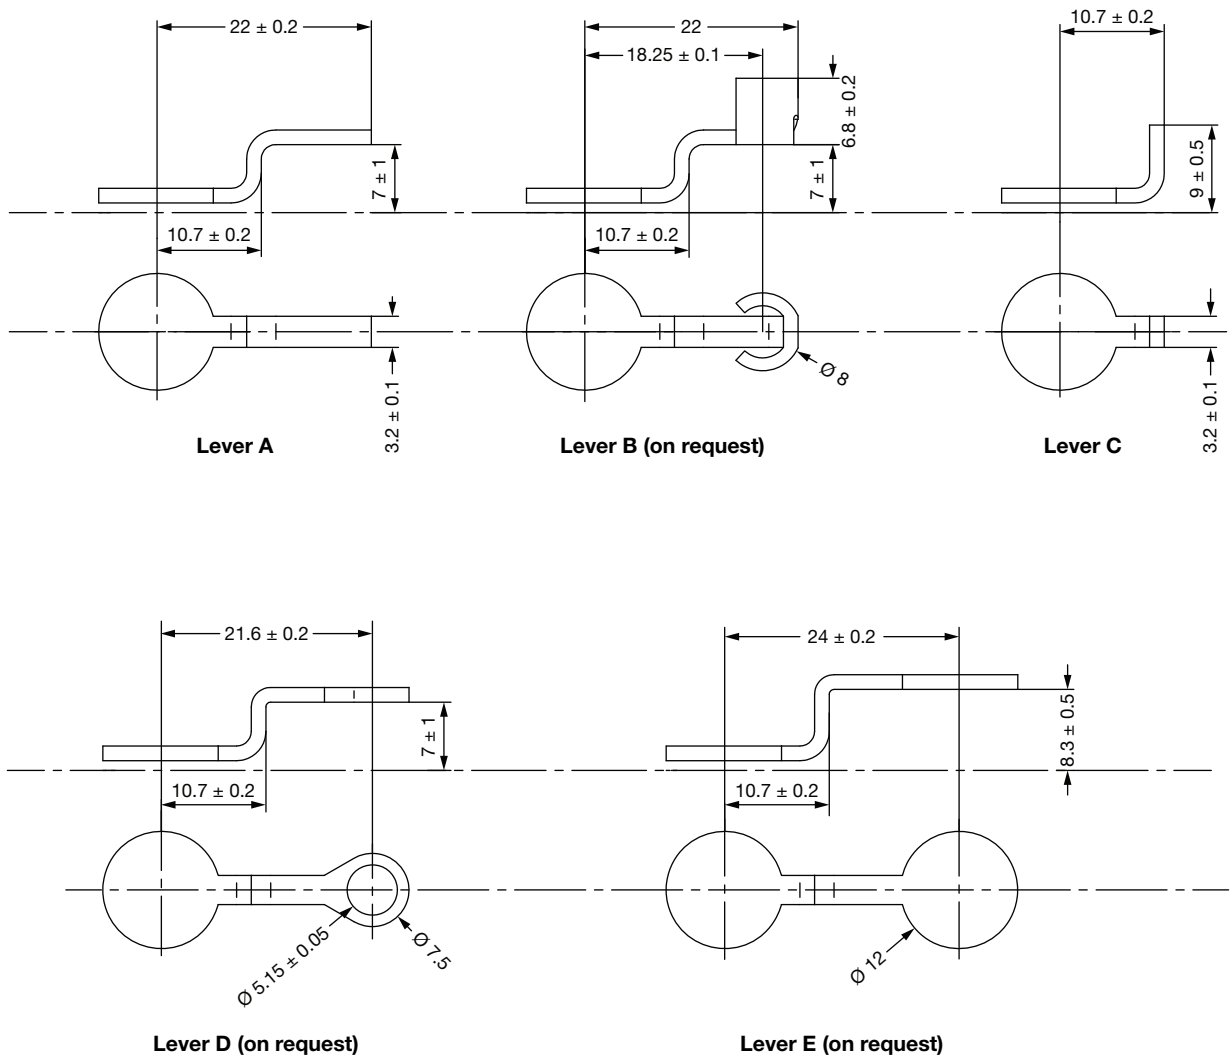 22 ± 0.2
7 ± 1
10.7 ± 0.2
3.2 ± 0.1
Lever A
22
18.25 ± 0.1
6.8 ± 0.2
7 ± 1
10.7 ± 0.2
Ø 8
Lever B (on request)
10.7 ± 0.2
9 ± 0.5
3.2 ± 0.1
Lever C
21.6 ± 0.2
7 ± 1
10.7 ± 0.2
Ø 5.15 ± 0.05
Ø 7.5
Lever D (on request)
24 ± 0.2
8.3 ± 0.5
10.7 ± 0.2
Ø 12
Lever E (on request)